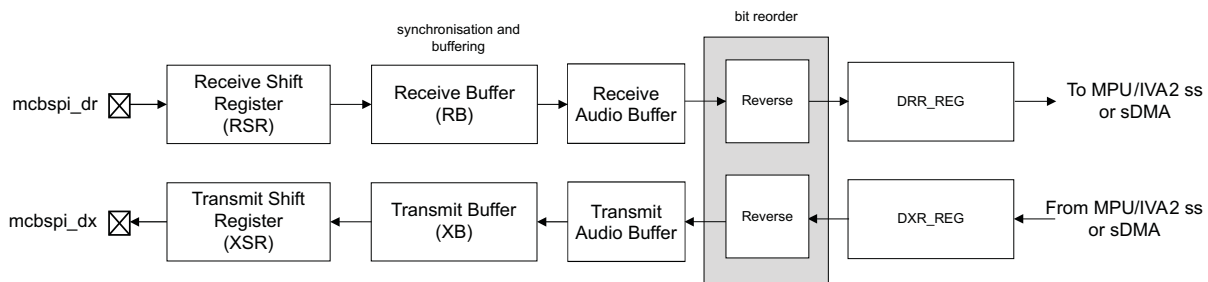 bit reorder
synchronisation and
buffering
mcbspi_dr
Receive Shift
Register
(RSR)
Receive Buffer
(RB)
Receive
Audio Buffer
Reverse
DRR_REG
To MPU/IVA2 ss
or sDMA
mcbspi_dx
Transmit Shift
Register
(XSR)
Transmit Buffer
(XB)
Transmit
Audio Buffer
Reverse
DXR_REG
From MPU/IVA2 ss
or sDMA